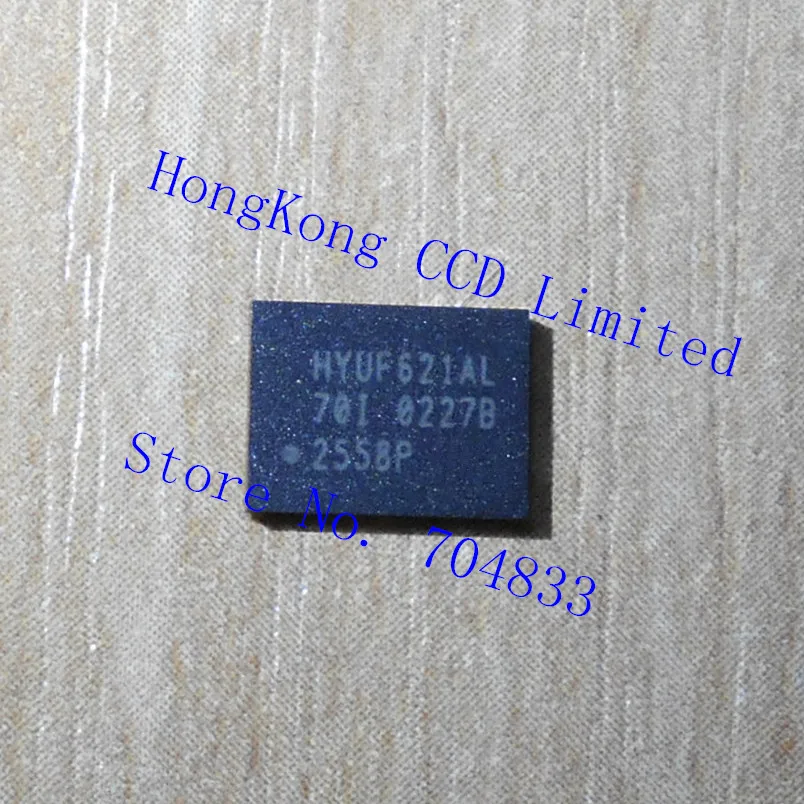 HongKong CCD Limited
HYUF621AL
70I 0227B
2558P
Store No. 704833